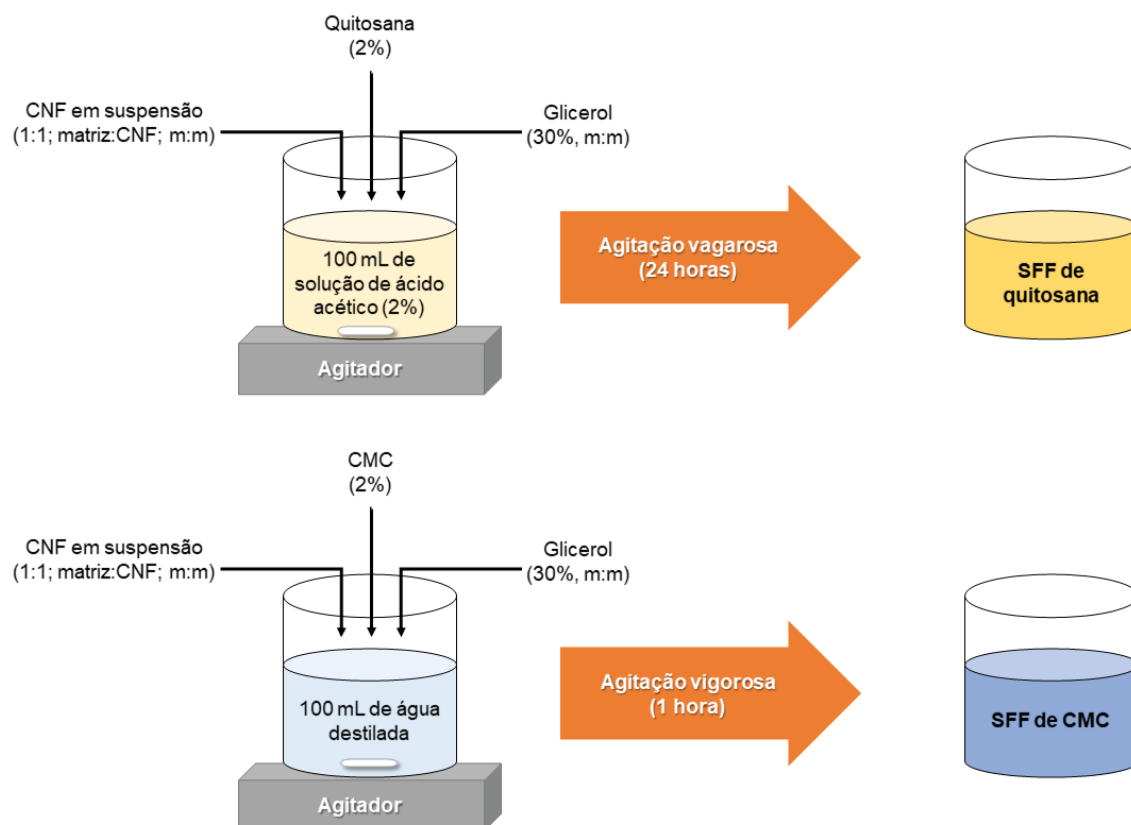 Quitosana
(2%)
CNF em suspensão
(1:1; matriz:CNF; m:m)
Glicerol
(30%, m:m)
100 mL de
solução de ácido
acético (2%)
Agitador
Agitação vagarosa
(24 horas)
SFF de
quitosana
CMC
(2%)
CNF em suspensão
(1:1; matriz:CNF; m:m)
Glicerol
(30%, m:m)
100 mL de água
destilada
Agitador
Agitação vigorosa
(1 hora)
SFF de CMC